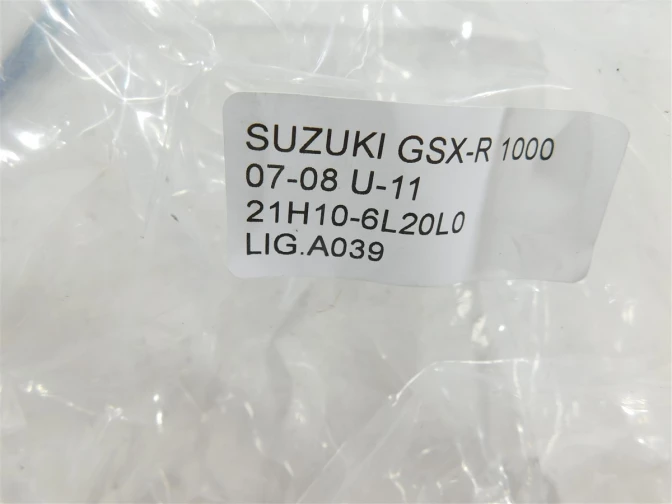 SUZUKI GSX-R 1000
07-08 U-11
21H10-6L20L0
LIG.A039